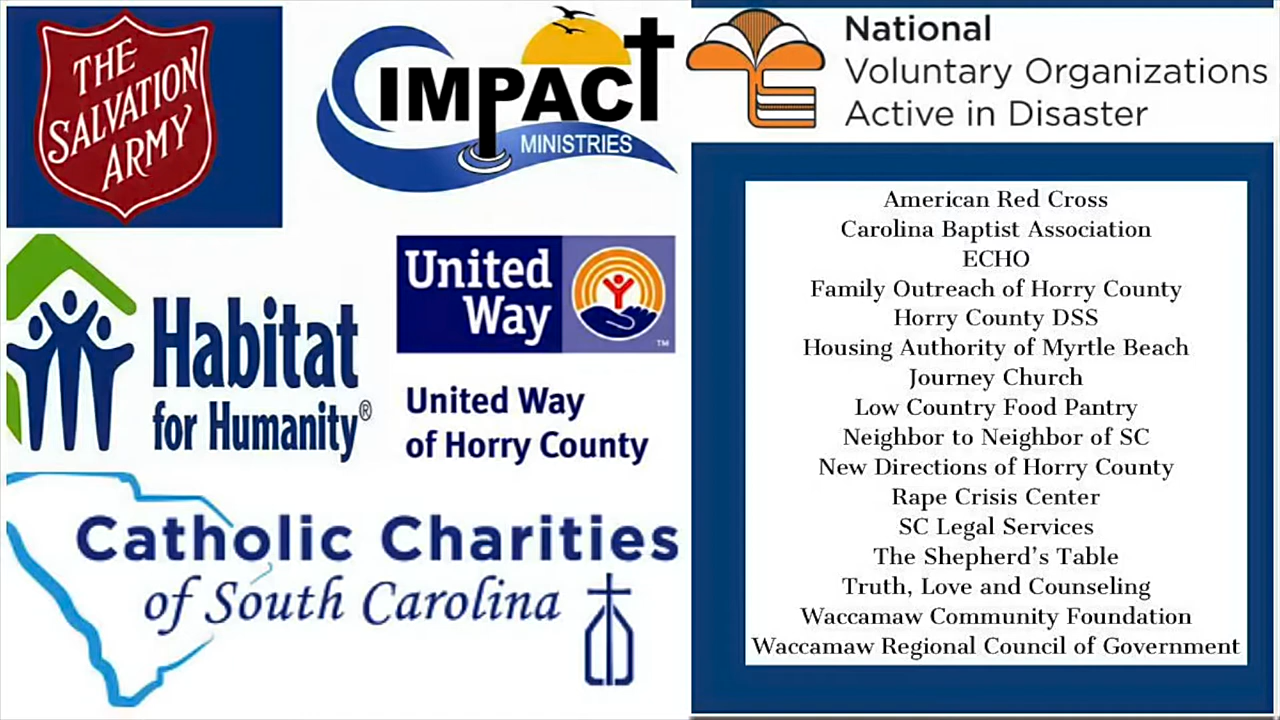 THE
SALVATION
ARMY
IMPACT
MINISTRIES
National
Voluntary Organizations
Active in Disaster
Habitat
for Humanity®
United
Way
™
United Way
of Horry County
Catholic Charities
of South Carolina
American Red Cross
Carolina Baptist Association
ECHO
Family Outreach of Horry County
Horry County DSS
Housing Authority of Myrtle Beach
Journey Church
Low Country Food Pantry
Neighbor to Neighbor of SC
New Directions of Horry County
Rape Crisis Center
SC Legal Services
The Shepherd's Table
Truth, Love and Counseling
Waccamaw Community Foundation
Waccamaw Regional Council of Government